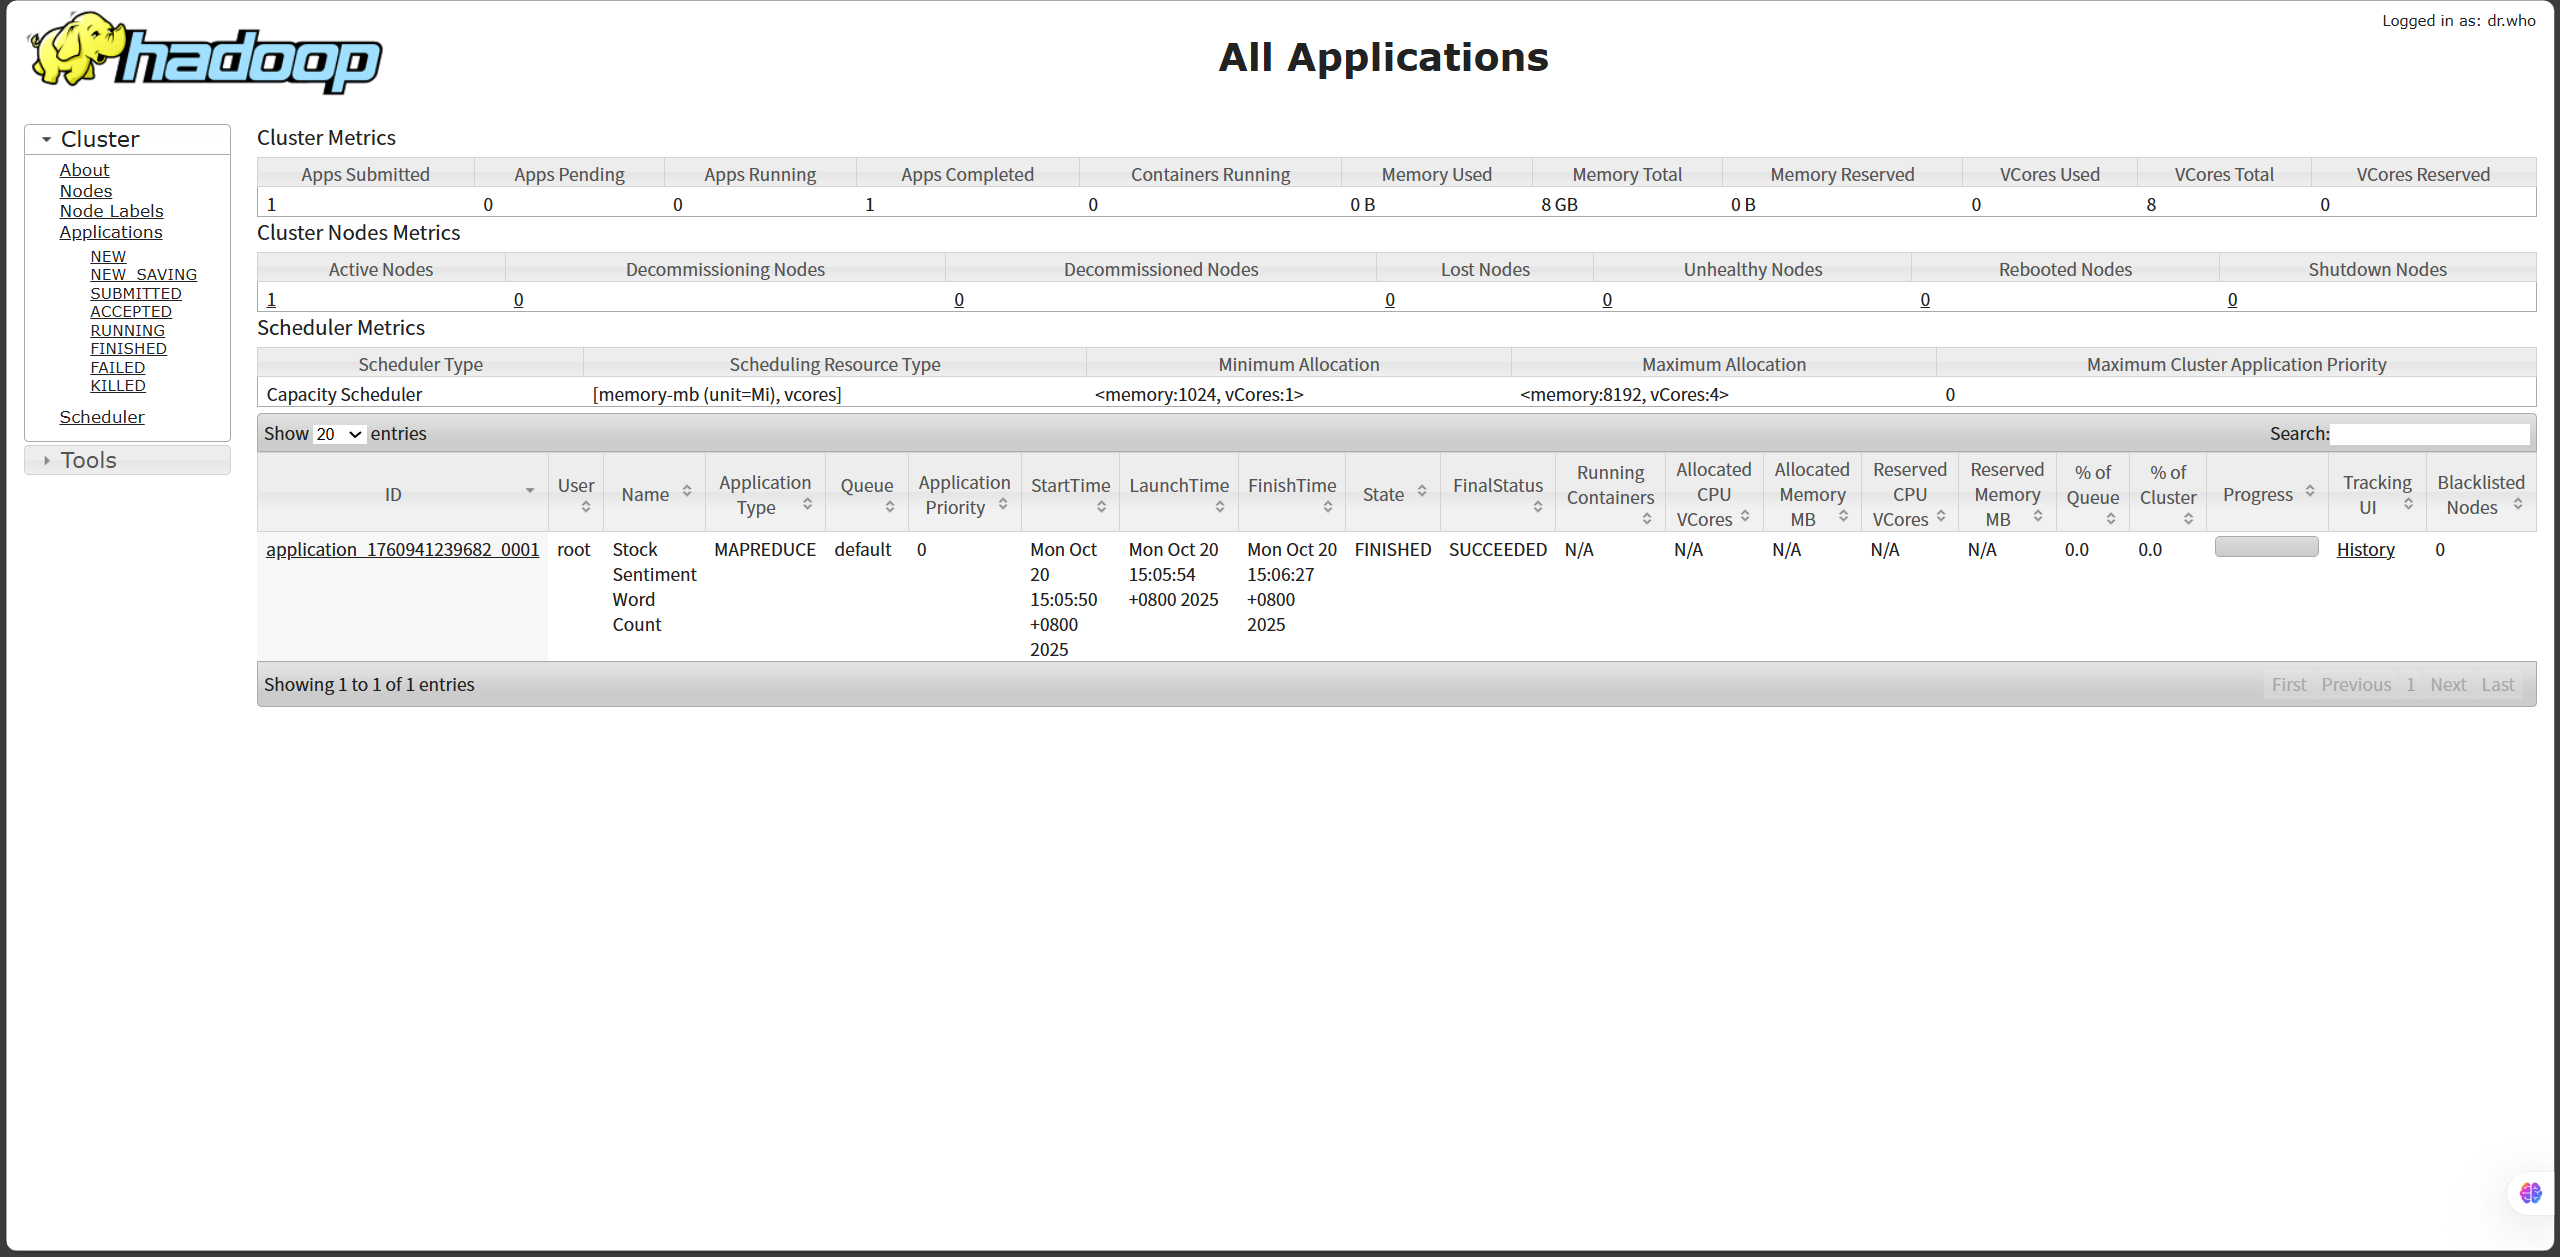 Logged in as: dr.who
hadoop
All Applications
Cluster
About
Nodes
Node Labels
Applications
NEW
NEW_SAVING
SUBMITTED
ACCEPTED
RUNNING
FINISHED
FAILED
KILLED
Scheduler
Tools
Cluster Metrics
Apps Submitted Apps Pending Apps Running Apps Completed Containers Running Memory Used Memory Total Memory Reserved VCores Used VCores Total VCores Reserved
1 0 0 1 0 0 B 8 GB 0 B 0 8 0
Cluster Nodes Metrics
Active Nodes Decommissioning Nodes Decommissioned Nodes Lost Nodes Unhealthy Nodes Rebooted Nodes Shutdown Nodes
1 0 0 0 0 0 0
Scheduler Metrics
Scheduler Type Scheduling Resource Type Minimum Allocation Maximum Allocation Maximum Cluster Application Priority
Capacity Scheduler [memory-mb (unit=Mi), vcores] <memory:1024, vCores:1> <memory:8192, vCores:4> 0
Show 20 entries Search:
ID
User
Name
Application
Type
Queue
Application
Priority
StartTime
LaunchTime
FinishTime
State
FinalStatus
Running
Containers
Allocated
CPU
VCores
Allocated
Memory
MB
Reserved
CPU
VCores
Reserved
Memory
MB
% of
Queue
% of
Cluster
Progress
Tracking
UI
Blacklisted
Nodes
application_1760941239682_0001
root
Stock
Sentiment
Word
Count
MAPREDUCE
default
0
Mon Oct
20
15:05:50
+0800
2025
Mon Oct 20
15:05:54
+0800 2025
Mon Oct 20
15:06:27
+0800
2025
FINISHED
SUCCEEDED
N/A
N/A
N/A
N/A
N/A
0.0
0.0
History
0
Showing 1 to 1 of 1 entries First Previous 1 Next Last